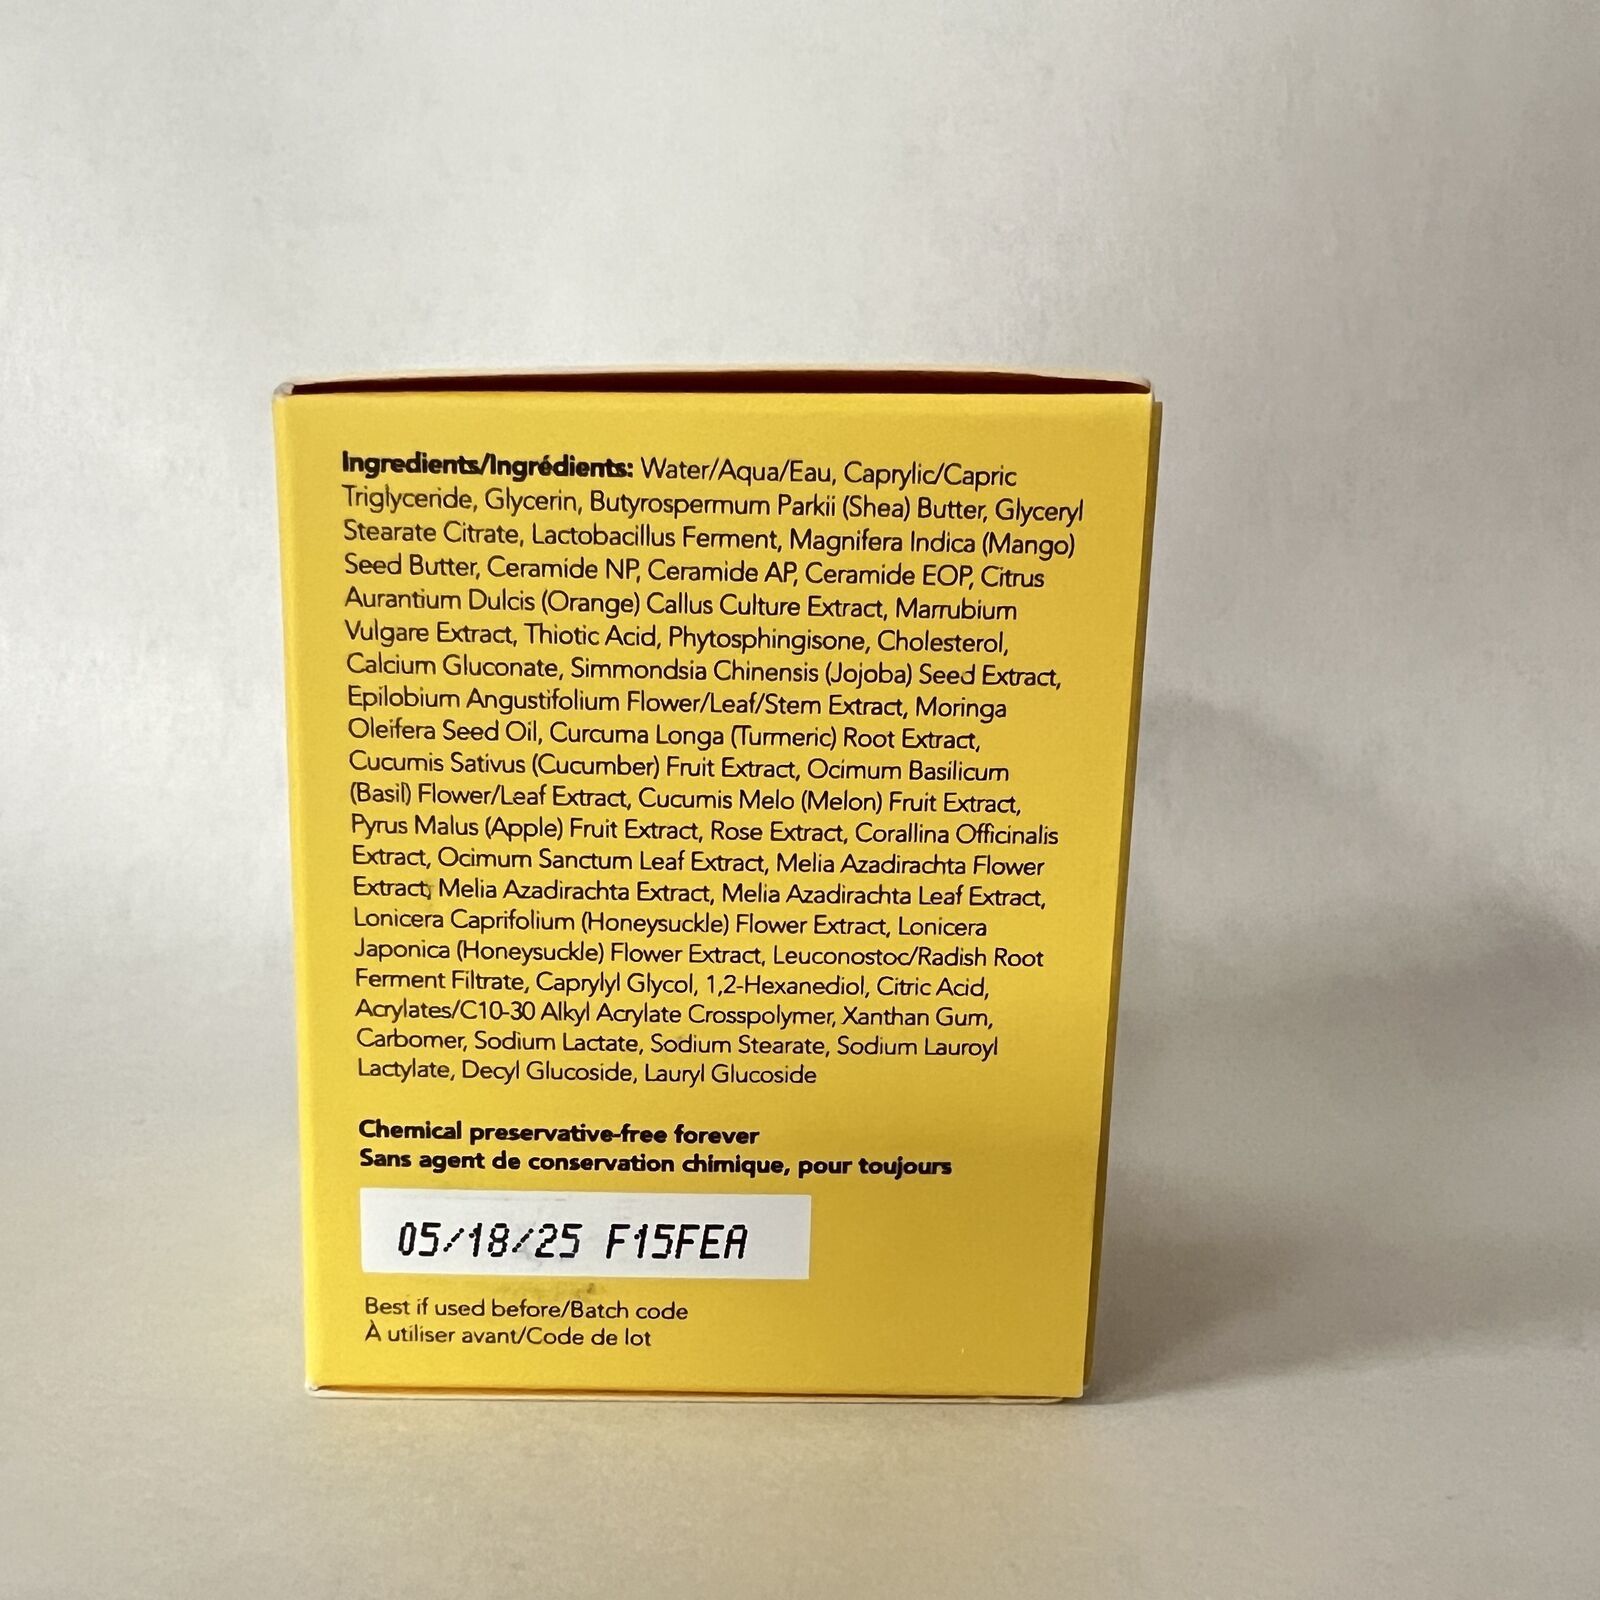 Ingredients/Ingrédients: Water/Aqua/Eau, Caprylic/Capric
Triglyceride, Glycerin, Butyrospermum Parkii (Shea) Butter, Glyceryl
Stearate Citrate, Lactobacillus Ferment, Magnifera Indica (Mango)
Seed Butter, Ceramide NP, Ceramide AP, Ceramide EOP, Citrus
Aurantium Dulcis (Orange) Callus Culture Extract, Marrubium
Vulgare Extract, Thiotic Acid, Phytosphingisone, Cholesterol,
Calcium Gluconate, Simmondsia Chinensis (Jojoba) Seed Extract,
Epilobium Angustifolium Flower/Leaf/Stem Extract, Moringa
Oleifera Seed Oil, Curcuma Longa (Turmeric) Root Extract,
Cucumis Sativus (Cucumber) Fruit Extract, Ocimum Basilicum
(Basil) Flower/Leaf Extract, Cucumis Melo (Melon) Fruit Extract,
Pyrus Malus (Apple) Fruit Extract, Rose Extract, Corallina Officinalis
Extract, Ocimum Sanctum Leaf Extract, Melia Azadirachta Flower
Extract, Melia Azadirachta Extract, Melia Azadirachta Leaf Extract,
Lonicera Caprifolium (Honeysuckle) Flower Extract, Lonicera
Japonica (Honeysuckle) Flower Extract, Leuconostoc/Radish Root
Ferment Filtrate, Caprylyl Glycol, 1,2-Hexanediol, Citric Acid,
Acrylates/C10-30 Alkyl Acrylate Crosspolymer, Xanthan Gum,
Carbomer, Sodium Lactate, Sodium Stearate, Sodium Lauroyl
Lactylate, Decyl Glucoside, Lauryl Glucoside
Chemical preservative-free forever
Sans agent de conservation chimique, pour toujours
05/18/25 F15FEA
Best if used before/Batch code
À utiliser avant/Code de lot